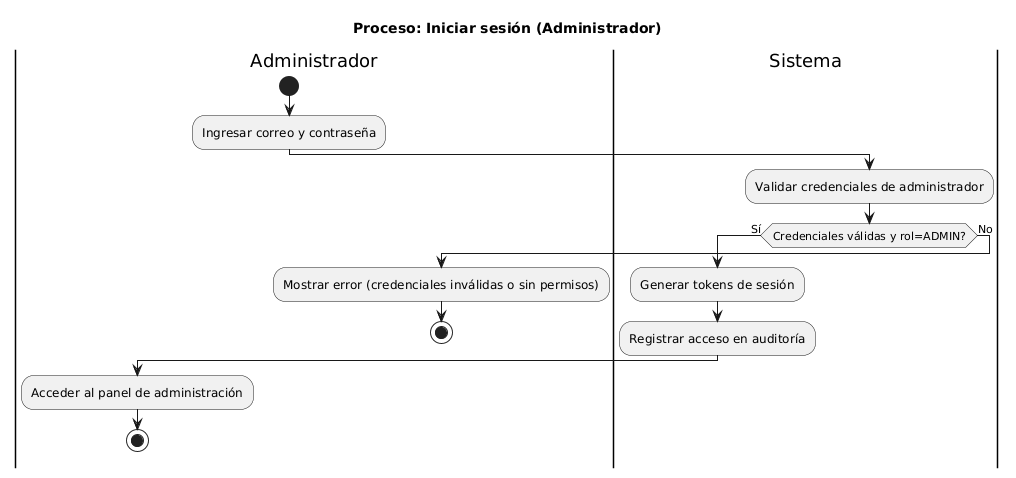 Proceso: Iniciar sesión (Administrador)
Administrador
Sistema
Ingresar correo y contraseña
Validar credenciales de administrador
Sí
Credenciales válidas y rol=ADMIN?
No
Mostrar error (credenciales inválidas o sin permisos)
Generar tokens de sesión
Registrar acceso en auditoría
Acceder al panel de administración